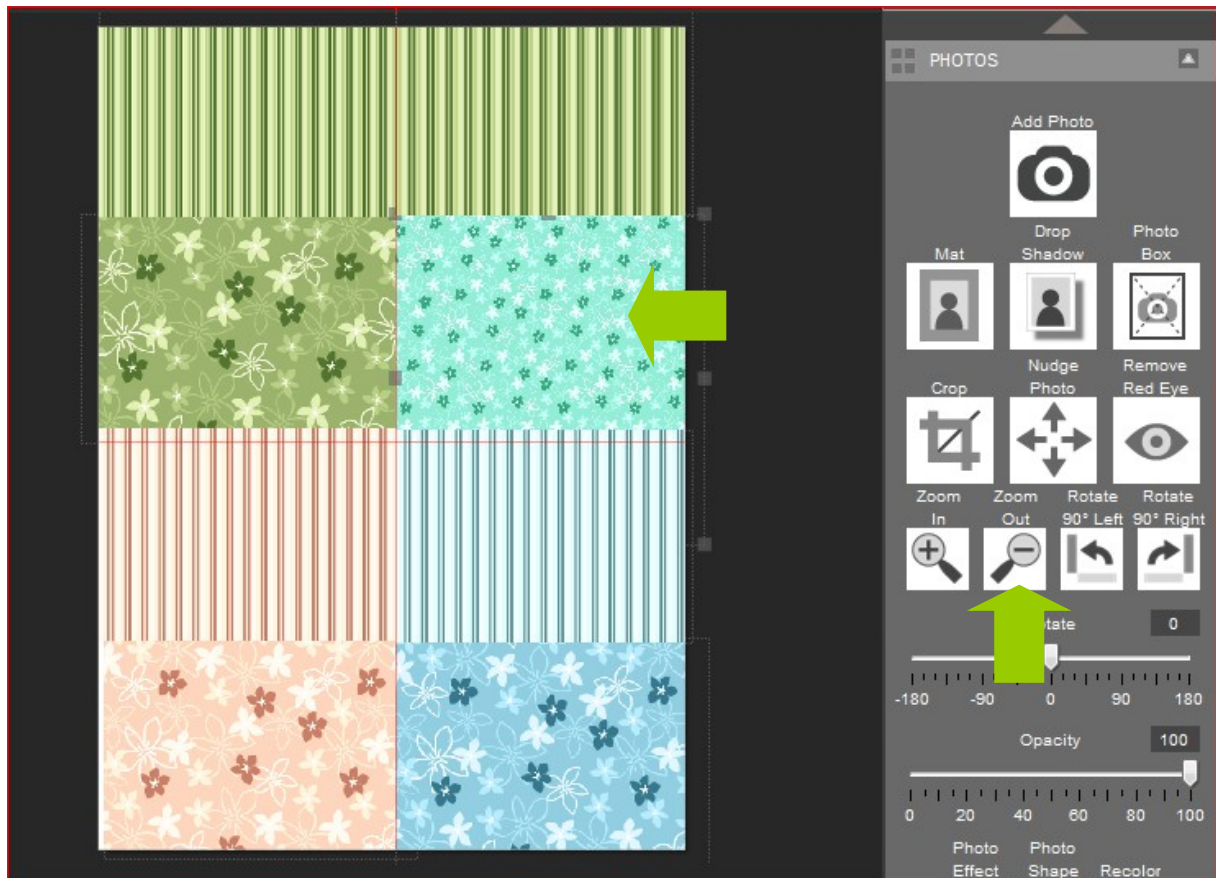 PHOTOS
Add Photo
Drop Photo
Mat Shadow Box
Nudge Remove
Crop Photo Red Eye
Zoom Zoom Rotate Rotate
In Out 90° Left 90° Right
0
-180 -90 0 90 180
Opacity 100
0 20 40 60 80 100
Photo Photo
Effect Shape Recolor